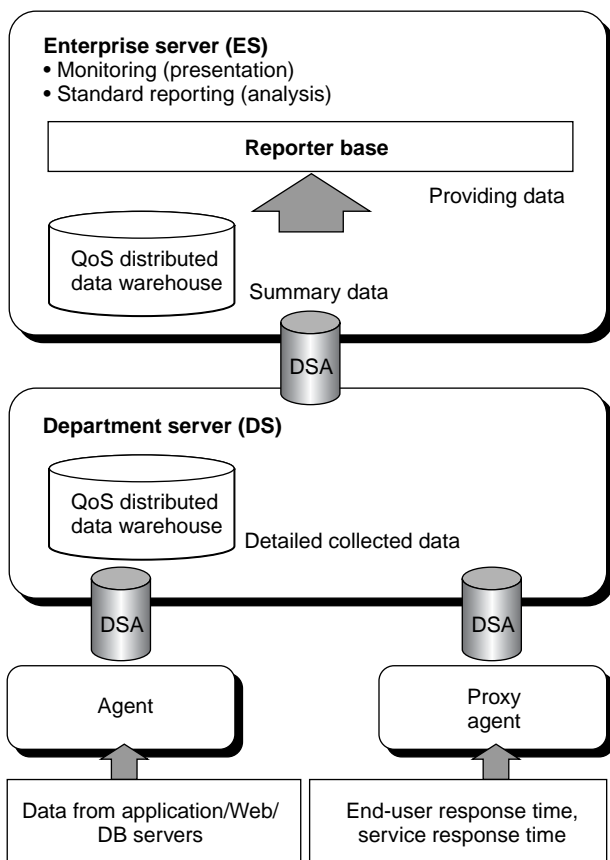 Enterprise server (ES)
• Monitoring (presentation)
• Standard reporting (analysis)
Reporter base
Providing data
QoS distributed
data warehouse
Summary data
DSA
Department server (DS)
QoS distributed
data warehouse
Detailed collected data
DSA
DSA
Agent
Proxy
agent
Data from application/Web/
DB servers
End-user response time,
service response time